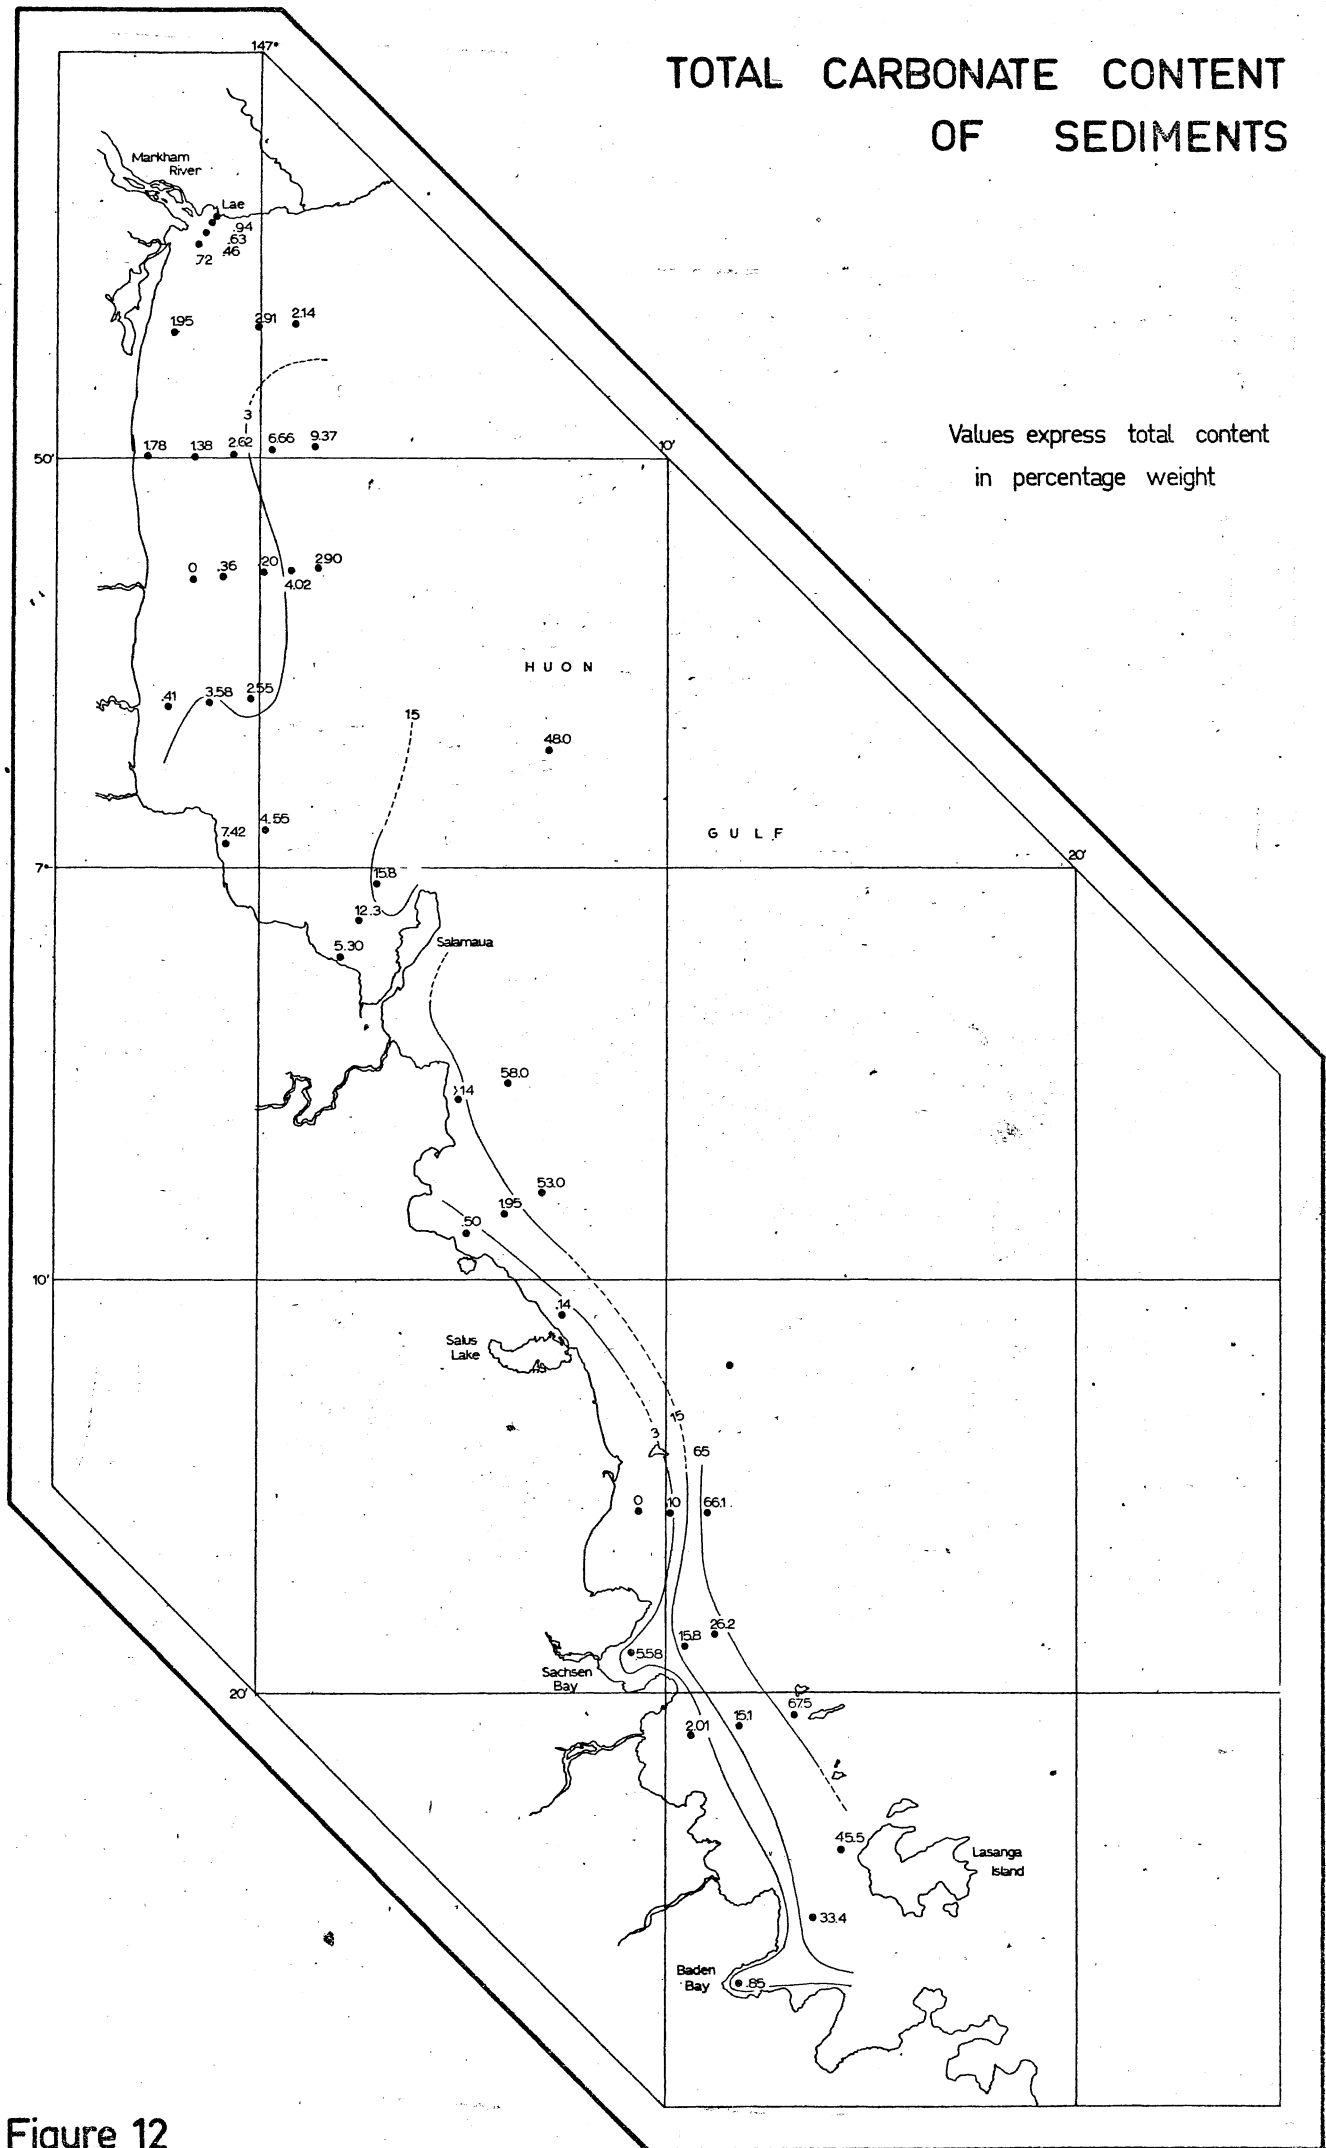 TOTAL CARBONATE CONTENT
OF SEDIMENTS
147°
Markham
River
Lae
.94
.63
.46
.72
1.95
2.91
2.14
Values express total content
in percentage weight
3
1.78
1.38
2.62
6.66
9.37
50'
10'
0
.36
.20
4.02
2.90
HUON
.41
3.58
2.55
15
48.0
GULF
7.42
4.55
7°
20'
15.8
12.3
5.30
Salamaua
58.0
53.0
1.95
.50
10'
.14
Salus
Lake
15
3
65
0
.10
66.1
26.2
15.8
5.58
Sachsen
Bay
20'
67.5
15.1
2.01
45.5
Lasanga
Island
33.4
Baden
Bay
.85
Figure 12